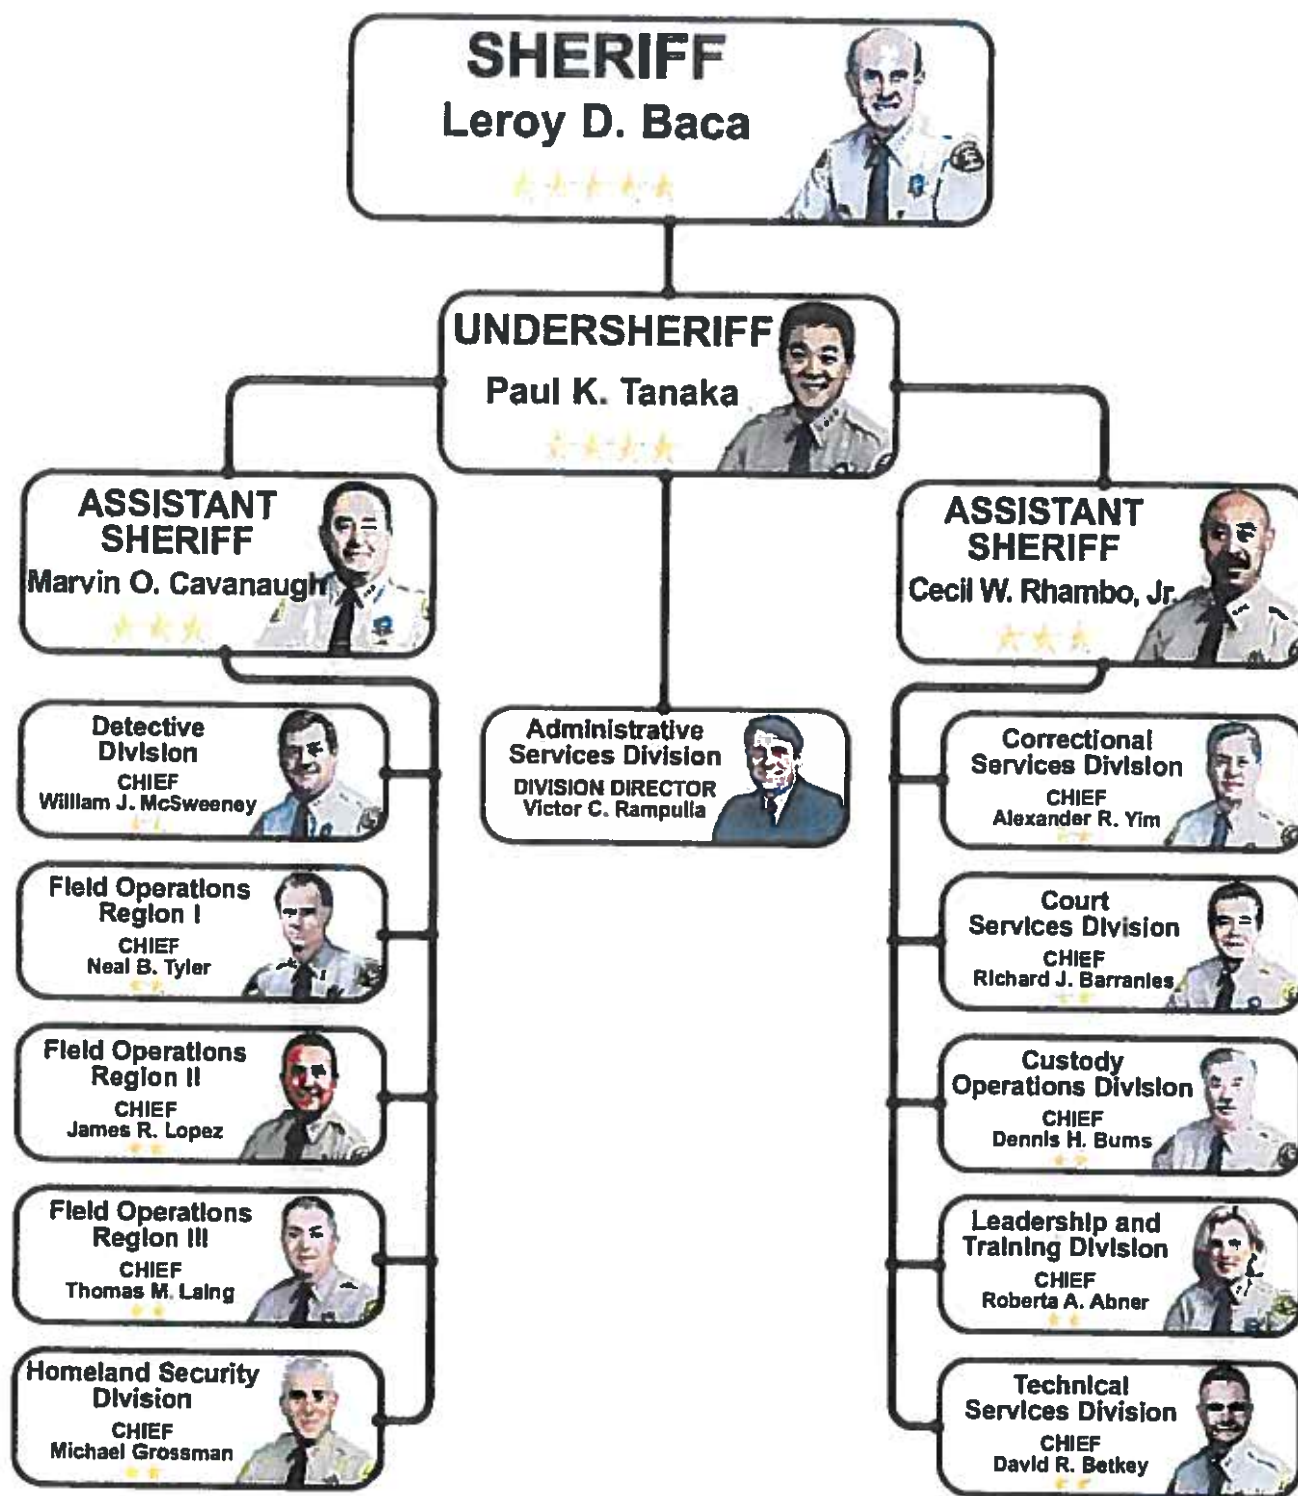 SHERIFF
Leroy D. Baca
UNDERSHERIFF
Paul K. Tanaka
ASSISTANT
SHERIFF
Marvin O. Cavanaugh
ASSISTANT
SHERIFF
Cecil W. Rhambo, Jr.
Detective
Division
CHIEF
William J. McSweeney
Field Operations
Region I
CHIEF
Neal B. Tyler
Field Operations
Region II
CHIEF
James R. Lopez
Field Operations
Region III
CHIEF
Thomas M. Laing
Homeland Security
Division
CHIEF
Michael Grossman
Administrative
Services Division
DIVISION DIRECTOR
Victor C. Rampulla
Correctional
Services Division
CHIEF
Alexander R. Yim
Court
Services Division
CHIEF
Richard J. Barranies
Custody
Operations Division
CHIEF
Dennis H. Burns
Leadership and
Training Division
CHIEF
Roberta A. Abner
Technical
Services Division
CHIEF
David R. Betkey